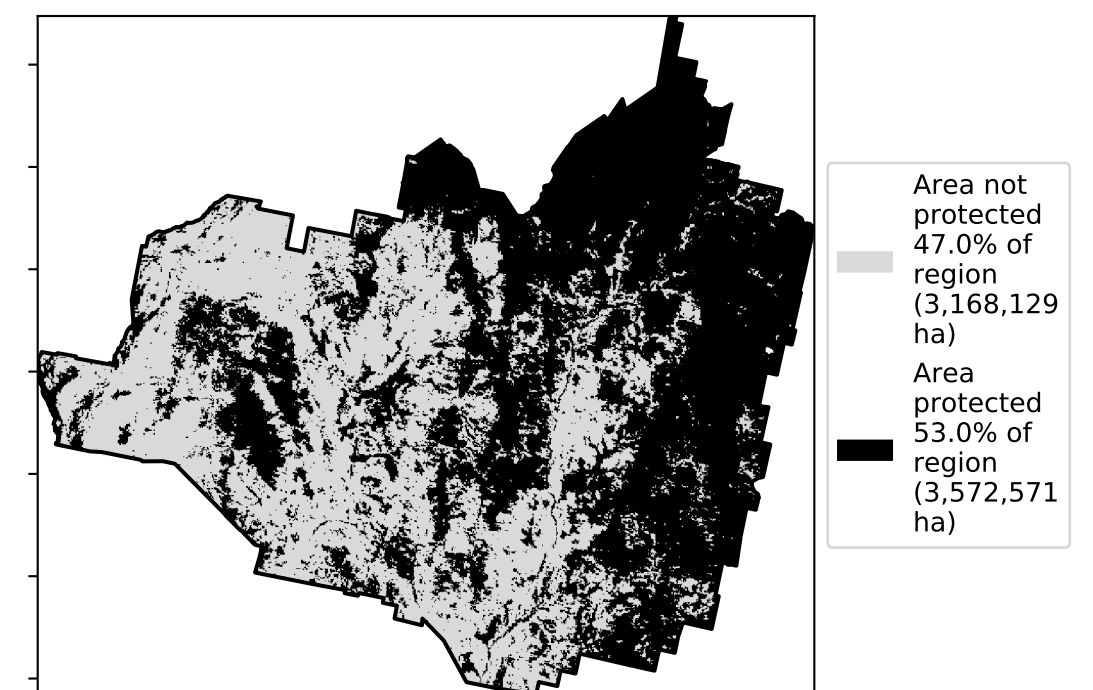 Area not
protected
47.0% of
region
(3,168,129
ha)
Area
protected
53.0% of
region
(3,572,571
ha)